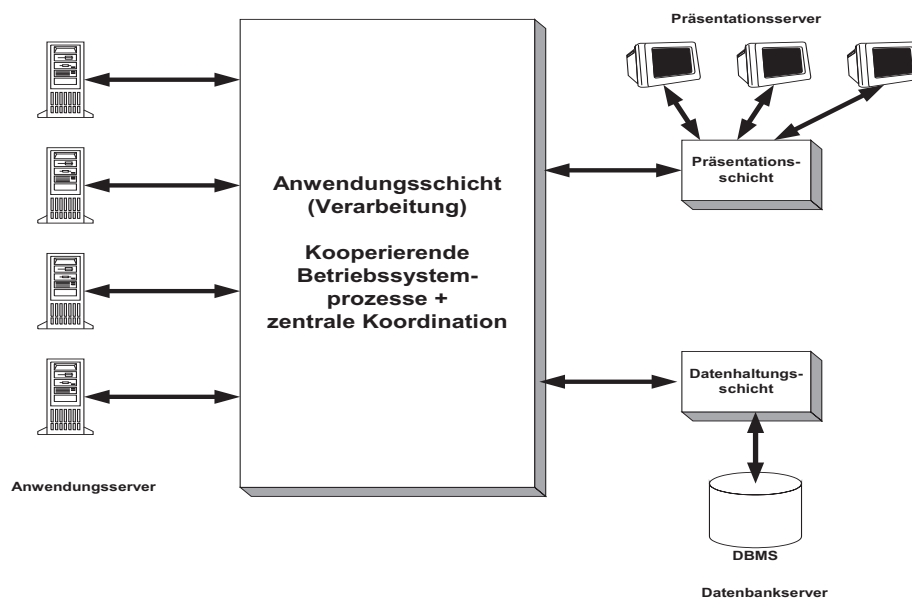 Präsentationsserver
Anwendungsschicht
(Verarbeitung)
Kooperierende
Betriebssystem-
prozesse +
zentrale Koordination
Präsentations-
schicht
Datenhaltungs-
schicht
Anwendungsserver
DBMS
Datenbankserver